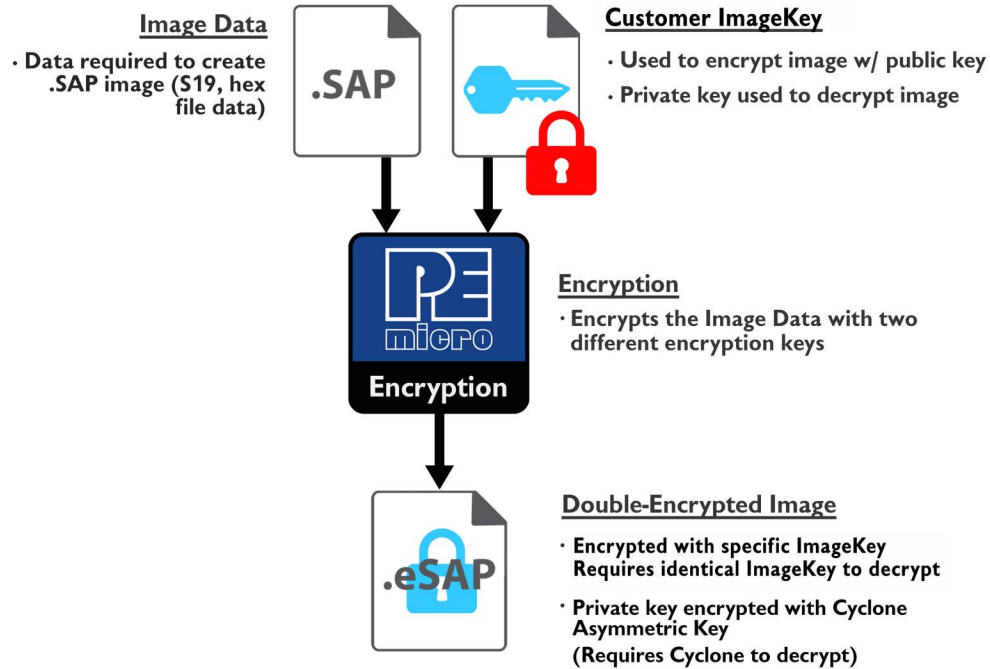 Image Data
· Data required to create
.SAP image (S19, hex
file data)
.SAP
Customer ImageKey
· Used to encrypt image w/ public key
· Private key used to decrypt image
PE
micro
Encryption
Encryption
· Encrypts the Image Data with two
different encryption keys
.eSAP
Double-Encrypted Image
· Encrypted with specific ImageKey
Requires identical ImageKey to decrypt
· Private key encrypted with Cyclone
Asymmetric Key
(Requires Cyclone to decrypt)